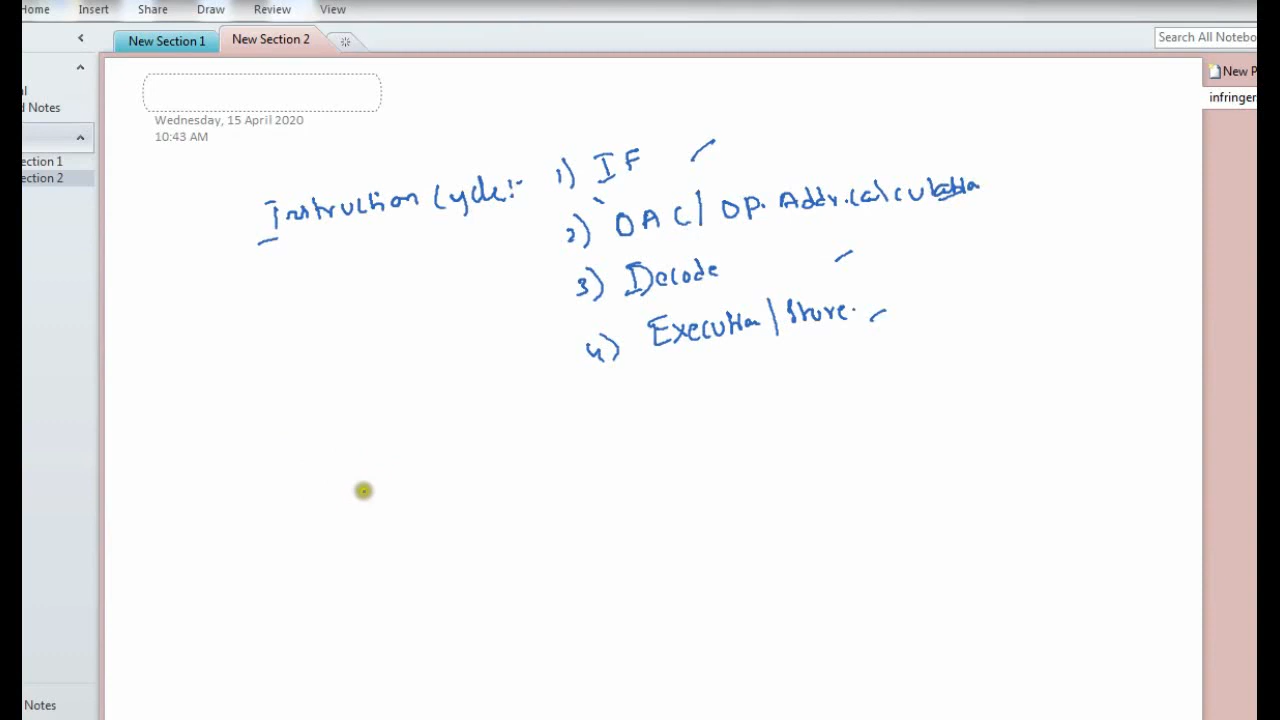 Home Insert Share Draw Review View
New Section 1 New Section 2
Search All Notebo
New P
infringer
Notes
ection 1
ection 2
Wednesday, 15 April 2020
10:43 AM
Instruction Cycle:- 1) IF
2) OAC/ OP. Addr. Calculation
3) Decode
4) Execution/Store.
Notes